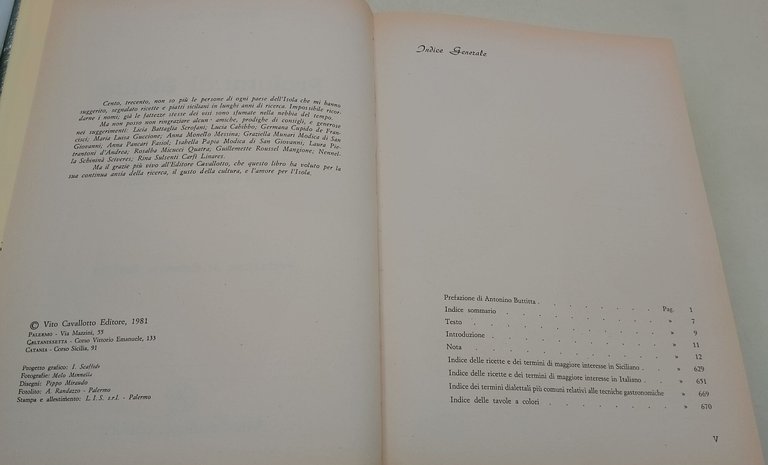 Cento, trecento, non so più le persone di ogni paese dell'Isola che mi hanno
suggerito, segnalato ricette e piatti siciliani in lunghi anni di ricerca. Impossibile ricor-
darne i nomi; già le fattezze stesse dei visi sono sfumate nella nebbia del tempo.
Ma non posso non ringraziare alcune amiche, prodighe di consigli, e generose
nei suggerimenti: Licia Battaglia Scrofani; Lucia Cabibbo; Germana Cupido de Fran-
cisci, Maria Luisa Guccione; Anna Monello Messina; Graziella Munari Modica di San
Giovanni; Anna Pancari Fasiol; Isabella Papia Modica di San Giovanni, Laura Pie-
trantoni d'Andrea; Rosalba Micucci Quatra; Guillemette Roussel Mangione; Nennel-
la Schininà Scìveres; Rina Sulsenti Carfì Linares.
Ma il grazie più vivo all'Editore Cavallotto, che questo libro ha voluto per la
sua continua ansia della ricerca, il gusto della cultura, e l'amore per l'Isola.
© Vito Cavallotto Editore, 1981
PALERMO - Via Mazzini, 55
CALTANISSETTA - Corso Vittorio Emanuele, 133
CATANIA - Corso Sicilia, 91
Progetto grafico: I. Scalfidi
Fotografie: Melo Minnella
Disegni: Pippo Miraudo
Fotolito: A. Randazzo - Palermo
Stampa e allestimento: L.I.S. s.r.l. - Palermo
Indice Generale
Prefazione di Antonino Buttitta . . . . . . Pag. 1
Indice sommario . . . . . . . » 7
Testo . . . . . . . . » 9
Introduzione . . . . . . . » 11
Nota . . . . . . . . » 12
Indice delle ricette e dei termini di maggiore interesse in Siciliano . . » 629
Indice delle ricette e dei termini di maggiore interesse in Italiano . . » 651
Indice dei termini dialettali più comuni relativi alle tecniche gastronomiche » 669
Indice delle tavole a colori . . . . . . » 670
V